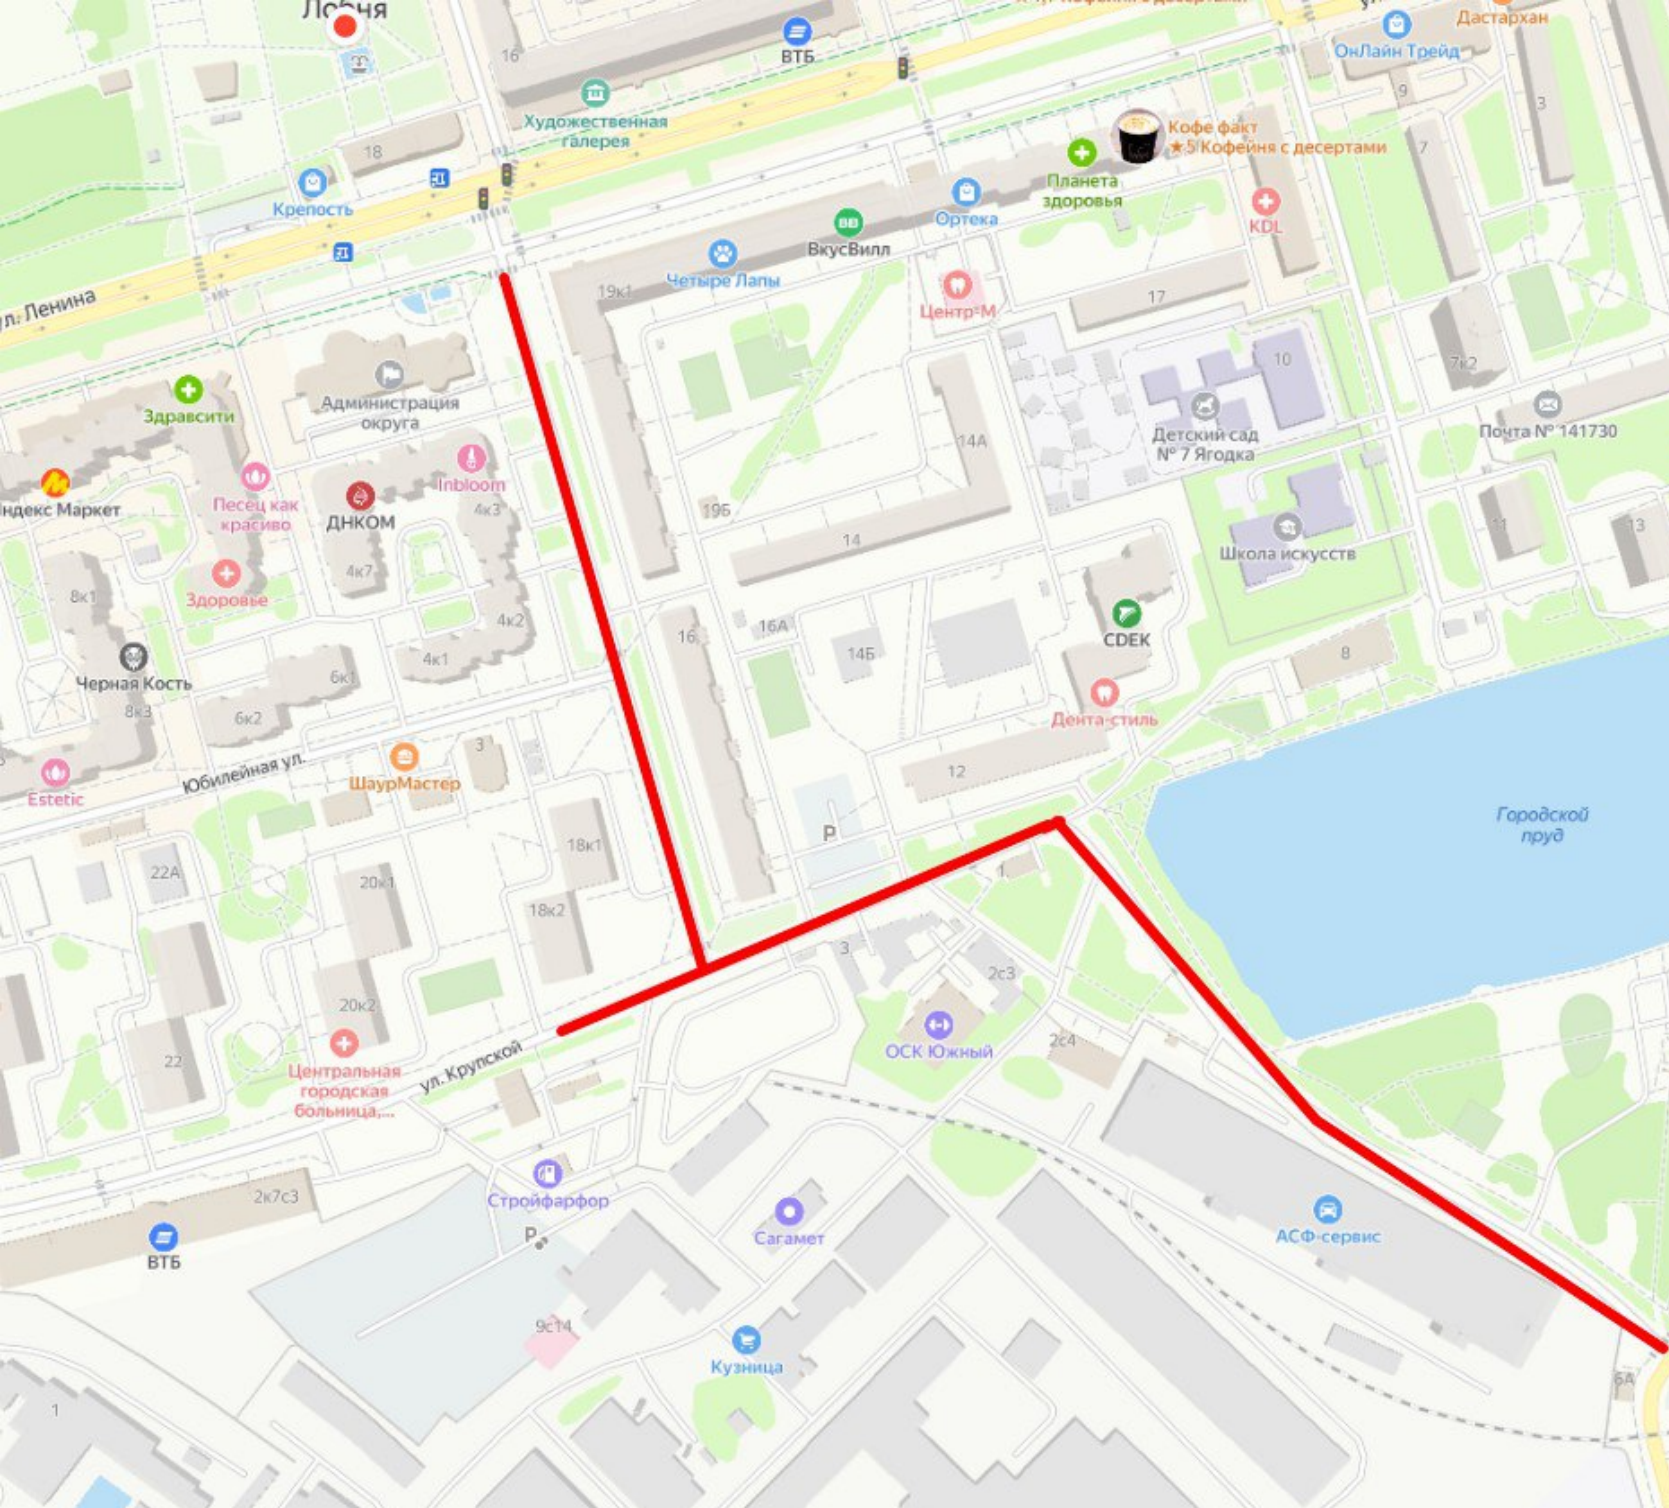 Лобня
16
ВТБ
ОнЛайн Трейд
Дастархан
9
3
Художественная
галерея
18
Крепость
Кофе факт
★5 Кофейня с десертами
7
Планета
здоровья
Ортека
KDL
ВкусВилл
Четыре Лапы
19к1
Центр-М
17
ул. Ленина
10
7к2
Здравсити
Администрация
округа
14А
Детский сад
№ 7 Ягодка
Почта № 141730
Inbloom
Песец как
красиво
ДНКОМ
4к3
19Б
ндекс Маркет
14
11
13
Школа искусств
4к7
Здоровье
8к1
4к2
16
16А
14Б
CDEK
8
4к1
6к1
Черная Кость
8к3
6к2
Дента-стиль
3
12
Юбилейная ул.
ШаурМастер
Estetic
Городской
пруд
P
18к1
22А
20к1
1
18к2
3
2с3
20к2
ОСК Южный
2с4
22
ул. Крупской
Центральная
городская
больница,...
2к7с3
Стройфарфор
P
Сагамет
АСФ-сервис
ВТБ
9с14
Кузница
6А
1